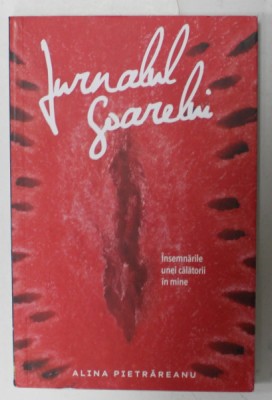 Jurnalul
Soarelui
Însemnările
unei călătorii
în mine
ALINA PIETRĂREANU